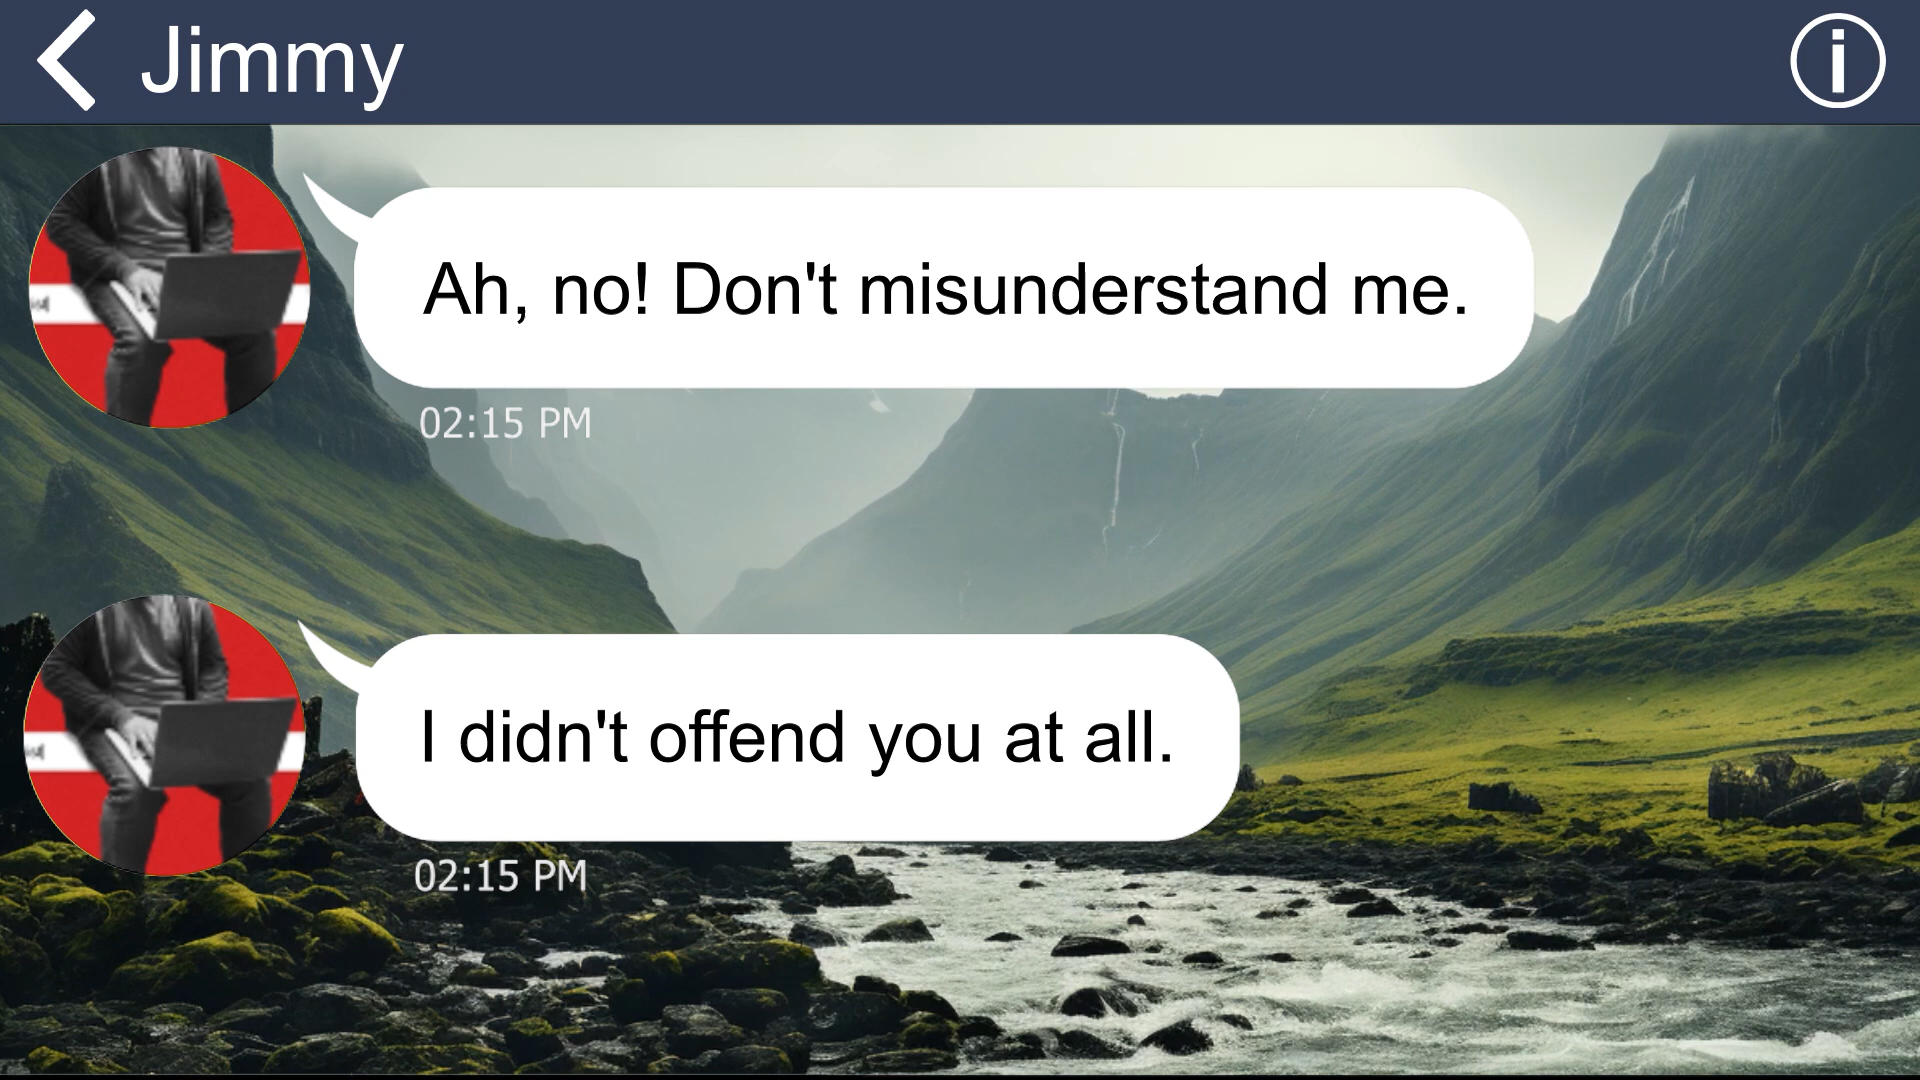 Jimmy
Ah, no! Don't misunderstand me.
02:15 PM
I didn't offend you at all.
02:15 PM